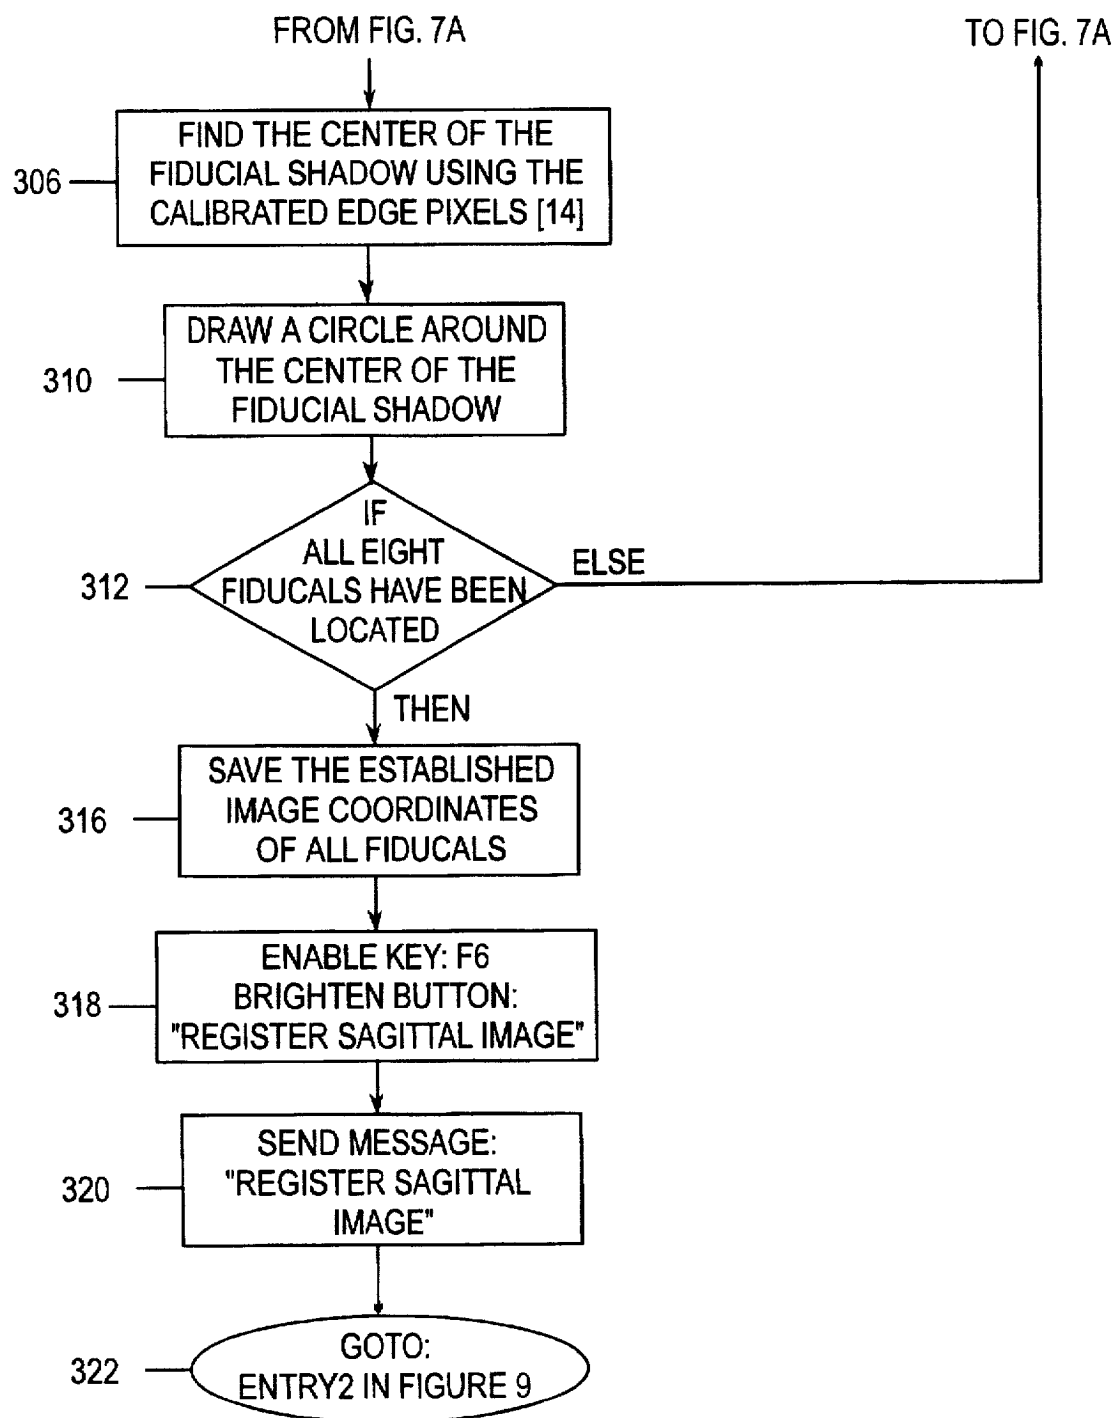 FROM FIG. 7A
TO FIG. 7A
306
FIND THE CENTER OF THE
FIDUCIAL SHADOW USING THE
CALIBRATED EDGE PIXELS [14]
310
DRAW A CIRCLE AROUND
THE CENTER OF THE
FIDUCIAL SHADOW
312
IF
ALL EIGHT
FIDUCALS HAVE BEEN
LOCATED
ELSE
THEN
316
SAVE THE ESTABLISHED
IMAGE COORDINATES
OF ALL FIDUCALS
318
ENABLE KEY: F6
BRIGHTEN BUTTON:
"REGISTER SAGITTAL IMAGE"
320
SEND MESSAGE:
"REGISTER SAGITTAL
IMAGE"
322
GOTO:
ENTRY2 IN FIGURE 9